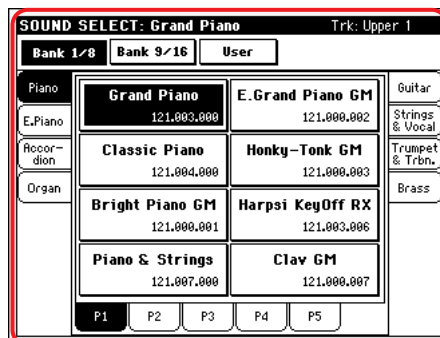 SOUND SELECT: Grand Piano Trk: Upper 1
Bank 1/8 Bank 9/16 User
Piano
E.Piano
Accor-
dion
Organ
Grand Piano
121.003.000
E.Grand Piano GM
121.000.002
Classic Piano
121.004.000
Honky-Tonk GM
121.000.003
Bright Piano GM
121.000.001
Harpsi KeyOff RX
121.003.006
Piano & Strings
121.007.000
Clav GM
121.000.007
Guitar
Strings
& Vocal
Trumpet
& Trbn.
Brass
P1 P2 P3 P4 P5